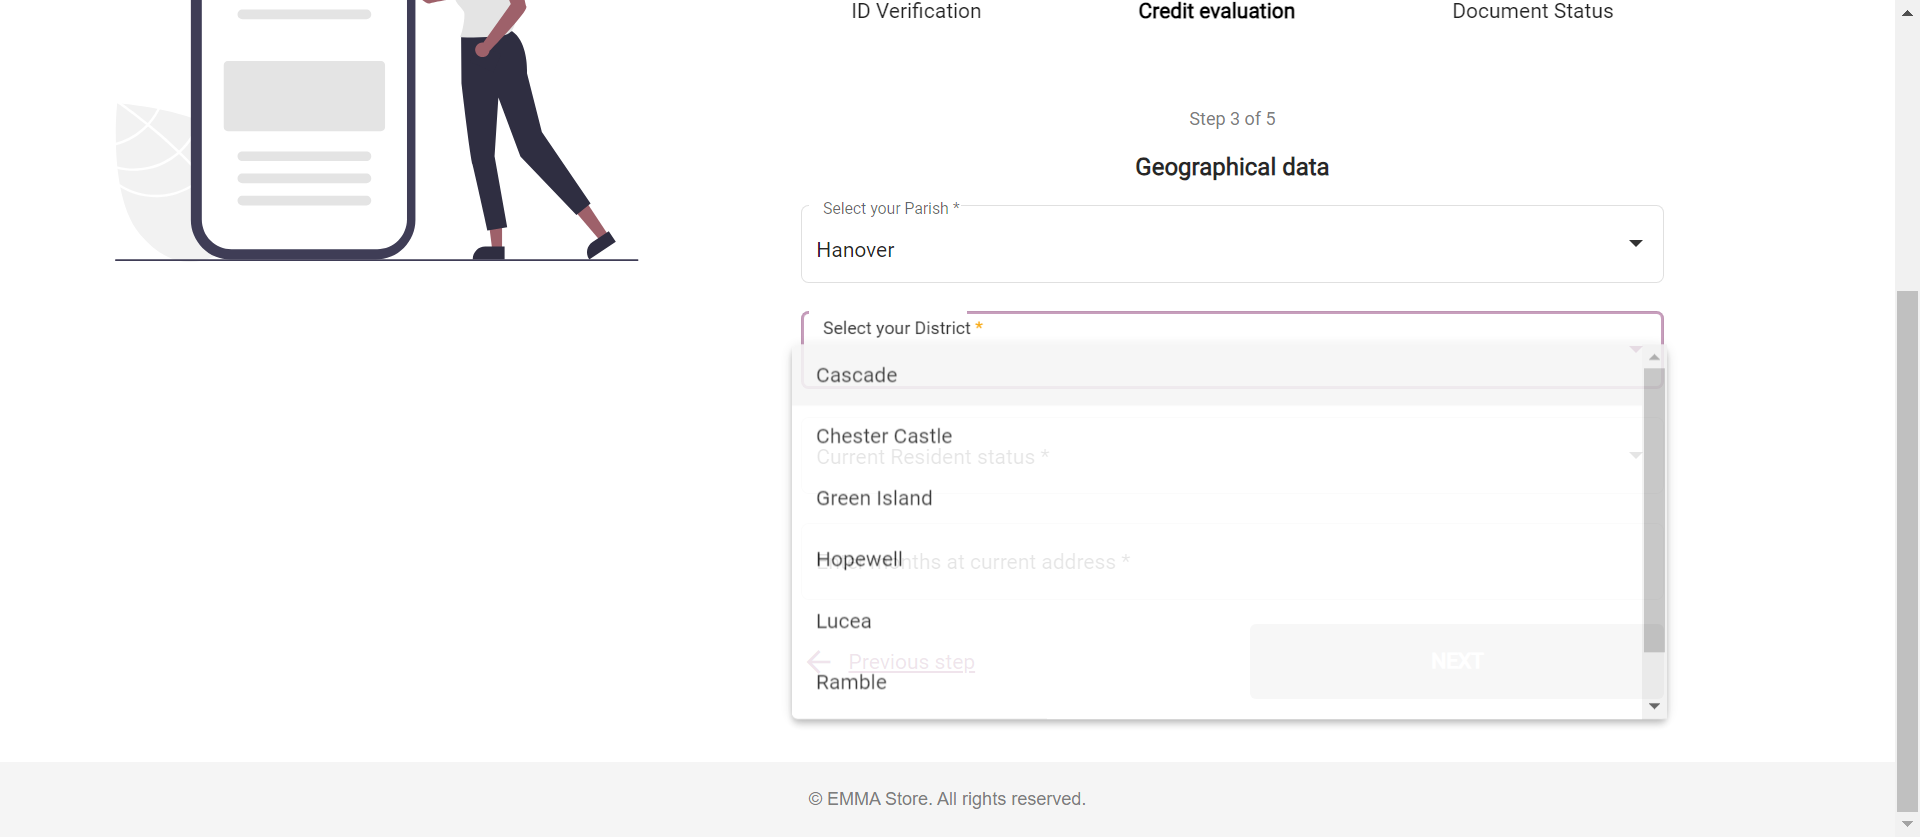 ID Verification
Credit evaluation
Document Status
Step 3 of 5
Geographical data
Select your Parish *
Hanover
Select your District *
Cascade
Chester Castle
Current Resident status *
Green Island
Hopewell
months at current address *
Lucea
Previous step
NEXT
Ramble
© EMMA Store. All rights reserved.